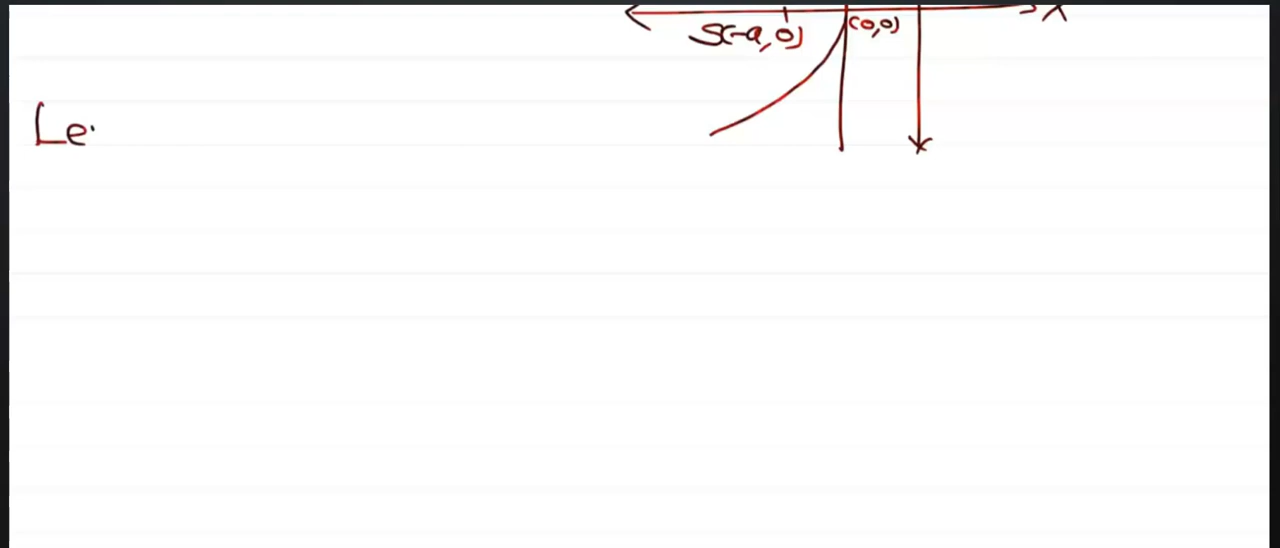 X
S(-a, 0) (0,0)
Le